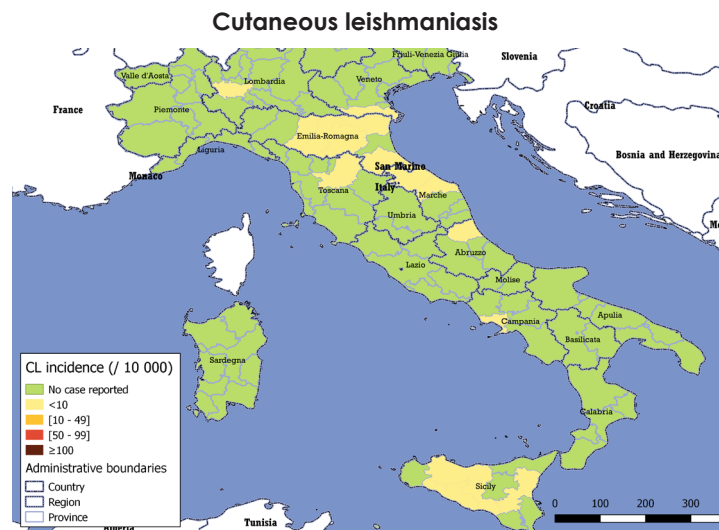 Cutaneous leishmaniasis
Slovenia
Friuli-Venezia Giulia
Valle d'Aosta
Lombardia
Veneto
France
Piemonte
Croatia
Emilia-Romagna
Liguria
Bosnia and Herzegovina
San Marino
Monaco
Italy
Toscana
Marche
Umbria
Abruzzo
Lazio
Molise
Campania
Apulia
Basilicata
Sardegna
Calabria
Sicily
CL incidence (/ 10 000)
No case reported
<10
[10 - 49]
[50 - 99]
≥100
Administrative boundaries
Country
Region
Province
0 100 200 300
Tunisia